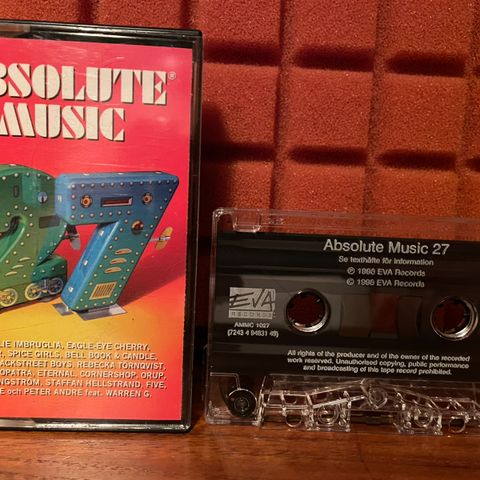 BSOLUTE®
MUSIC
27
LIE IMBRUGLIA, EAGLE-EYE CHERRY,
SPICE GIRLS, BELL BOOK & CANDLE,
ACKSTREET BOYS, REBECKA TÖRNQVIST,
OPATRA, ETERNAL, CORNERSHOP, ORUP,
NGSTRÖM, STAFFAN HELLSTRAND, FIVE,
E och PETER ANDRE feat. WARREN G.
Absolute Music 27
Se texthäfte för information
℗ 1998 EVA Records
© 1998 EVA Records
EVA
RECORDS
AMMC 1027
(7243 4 94631 49)
All rights of the producer and of the owner of the recorded
work reserved. Unauthorised copying, public performance
and broadcasting of this tape record prohibited.